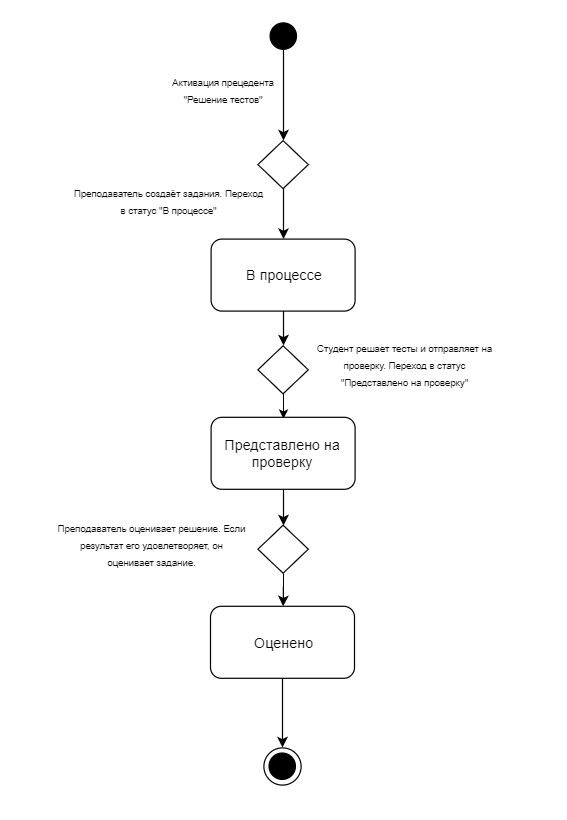 Активация прецедента
"Решение тестов"
Преподаватель создаёт задания. Переход
в статус "В процессе"
В процессе
Студент решает тесты и отправляет на
проверку. Переход в статус
"Представлено на проверку"
Представлено на
проверку
Преподаватель оценивает решение. Если
результат его удовлетворяет, он
оценивает задание.
Оценено